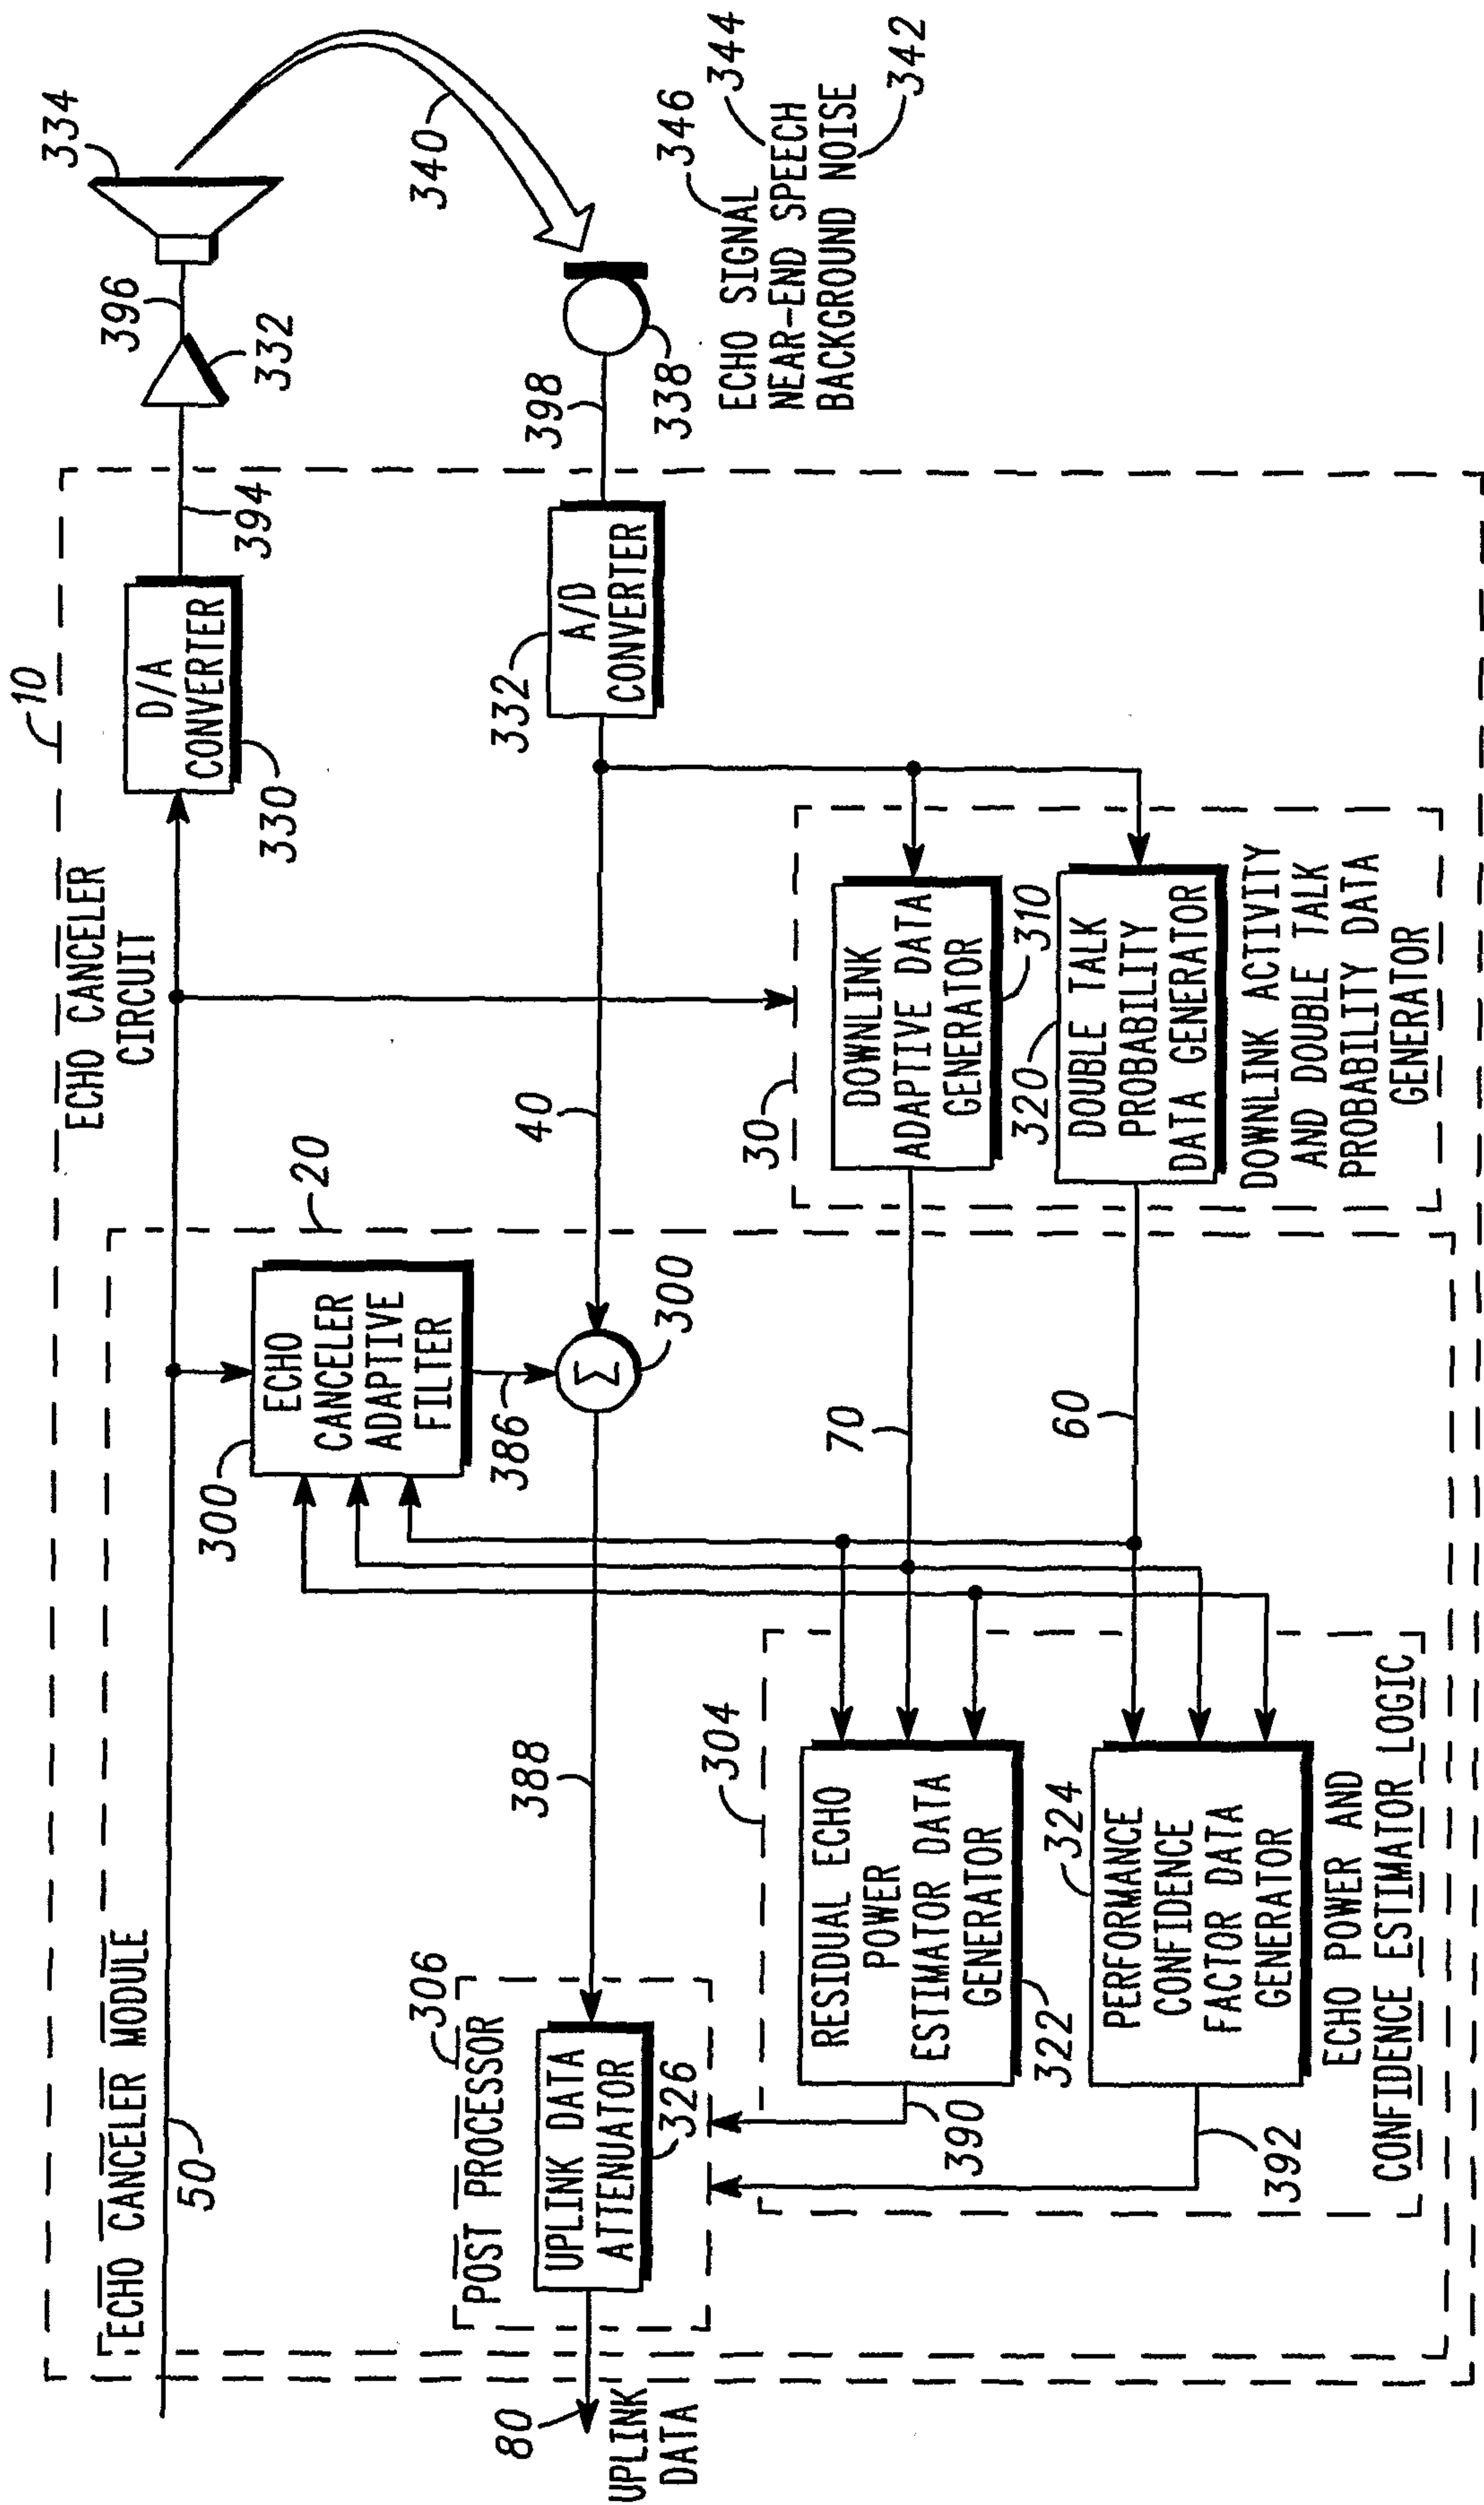 10
ECHO CANCELER
CIRCUIT
ECHO CANCELER MODULE
20
50
D/A
CONVERTER
330
394
396
332
334
340
ECHO
CANCELER
ADAPTIVE
FILTER
300
386
Σ
300
40
332
A/D
CONVERTER
398
338
ECHO SIGNAL
346
NEAR-END SPEECH
344
BACKGROUND NOISE
342
80
UPLINK
DATA
POST PROCESSOR
306
UPLINK DATA
ATTENUATOR
326
388
304
RESIDUAL ECHO
POWER
ESTIMATOR DATA
GENERATOR
322
390
PERFORMANCE
CONFIDENCE
FACTOR DATA
GENERATOR
324
392
ECHO POWER AND
CONFIDENCE ESTIMATOR LOGIC
70
60
30
DOWNLINK
ADAPTIVE DATA
GENERATOR
310
320
DOUBLE TALK
PROBABILITY
DATA GENERATOR
DOWNLINK ACTIVITY
AND DOUBLE TALK
PROBABILITY DATA
GENERATOR